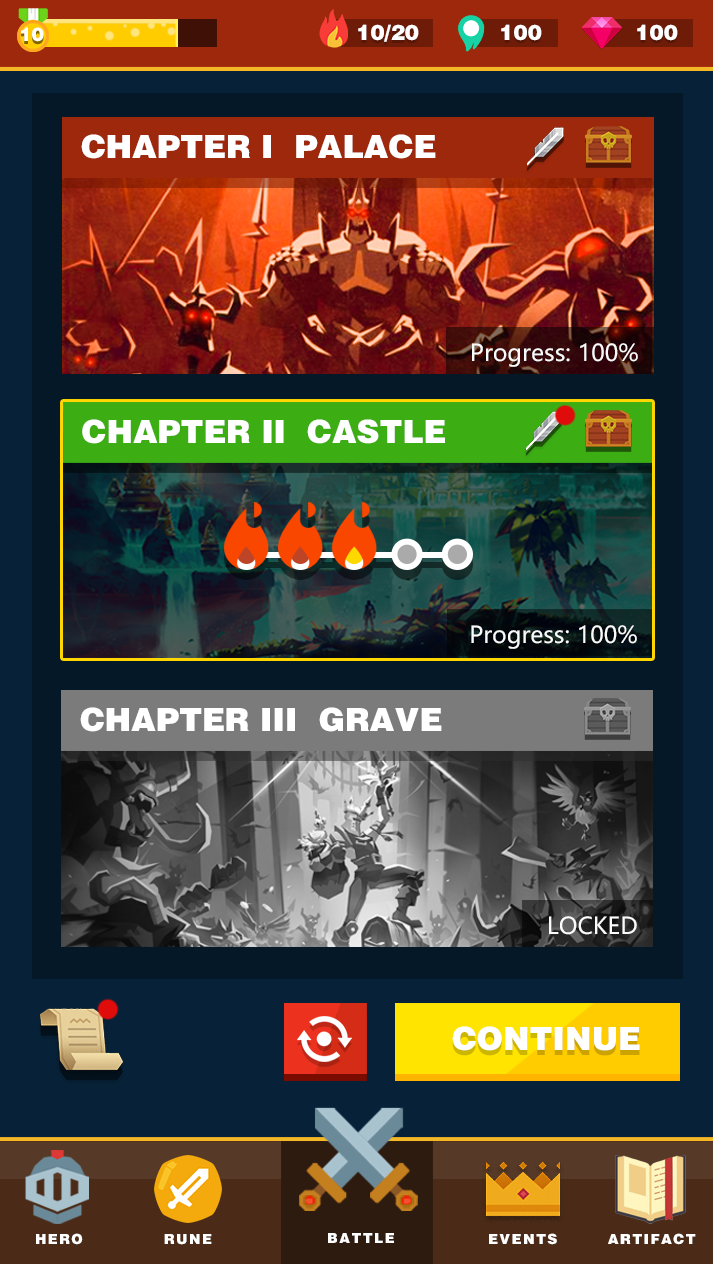 10
10/20
100
100
CHAPTER I PALACE
Progress: 100%
CHAPTER II CASTLE
Progress: 100%
CHAPTER III GRAVE
LOCKED
CONTINUE
HERO
RUNE
BATTLE
EVENTS
ARTIFACT